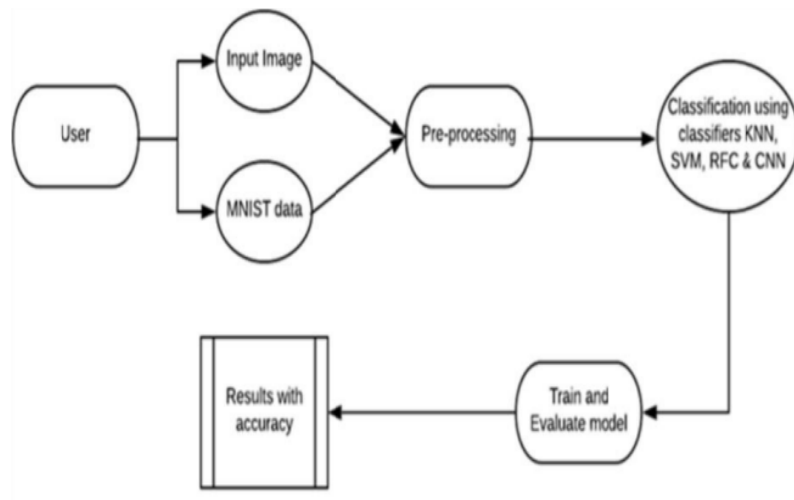 Input Image
User
MNIST data
Pre-processing
Classification using
classifiers KNN,
SVM, RFC & CNN
Train and
Evaluate model
Results with
accuracy